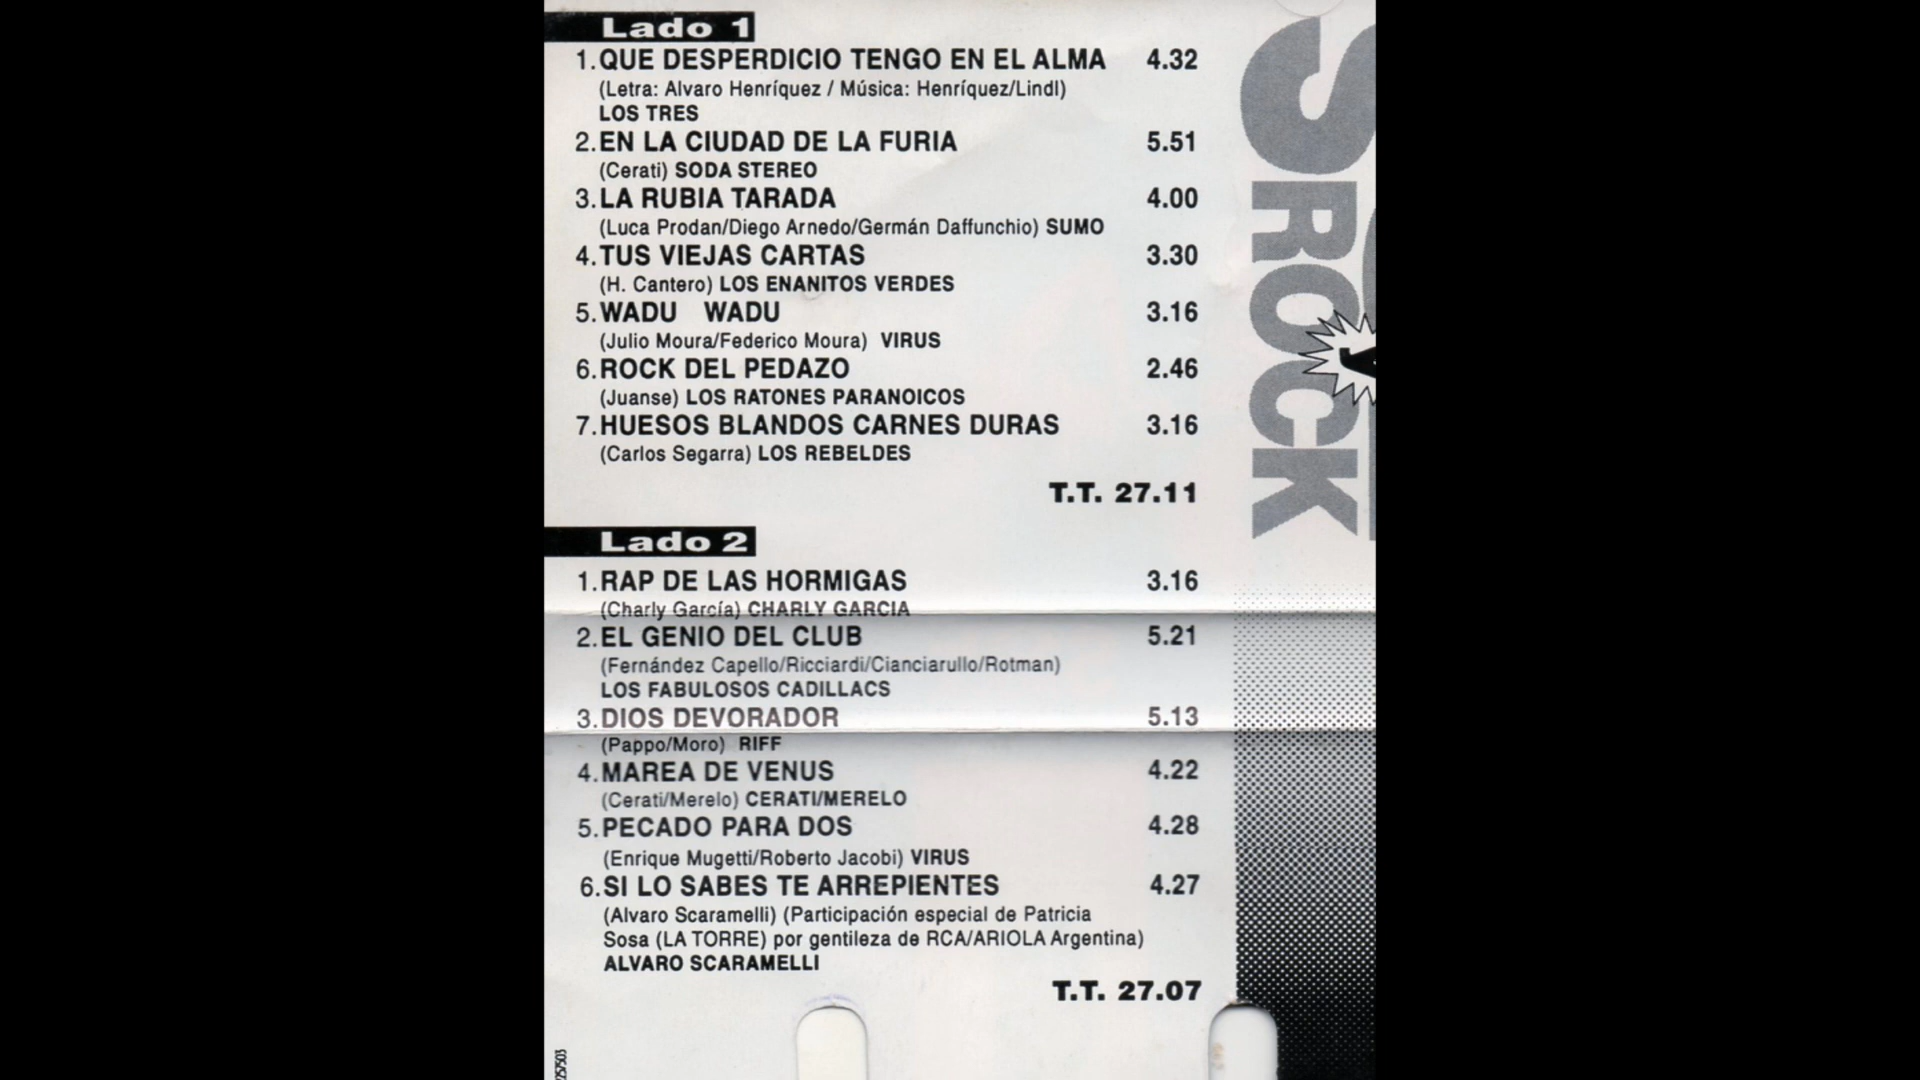 Lado 1
1. QUE DESPERDICIO TENGO EN EL ALMA 4.32
(Letra: Alvaro Henríquez / Música: Henríquez/Lindl)
LOS TRES
2. EN LA CIUDAD DE LA FURIA 5.51
(Cerati) SODA STEREO
3. LA RUBIA TARADA 4.00
(Luca Prodan/Diego Arnedo/Germán Daffunchio) SUMO
4. TUS VIEJAS CARTAS 3.30
(H. Cantero) LOS ENANITOS VERDES
5. WADU WADU 3.16
(Julio Moura/Federico Moura) VIRUS
6. ROCK DEL PEDAZO 2.46
(Juanse) LOS RATONES PARANOICOS
7. HUESOS BLANDOS CARNES DURAS 3.16
(Carlos Segarra) LOS REBELDES
T.T. 27.11
Lado 2
1. RAP DE LAS HORMIGAS 3.16
(Charly García) CHARLY GARCIA
2. EL GENIO DEL CLUB 5.21
(Fernández Capello/Ricciardi/Cianciarullo/Rotman)
LOS FABULOSOS CADILLACS
3. DIOS DEVORADOR 5.13
(Pappo/Moro) RIFF
4. MAREA DE VENUS 4.22
(Cerati/Merelo) CERATI/MERELO
5. PECADO PARA DOS 4.28
(Enrique Mugetti/Roberto Jacobi) VIRUS
6. SI LO SABES TE ARREPIENTES 4.27
(Alvaro Scaramelli) (Participación especial de Patricia
Sosa (LA TORRE) por gentileza de RCA/ARIOLA Argentina)
ALVARO SCARAMELLI
T.T. 27.07
ROCK